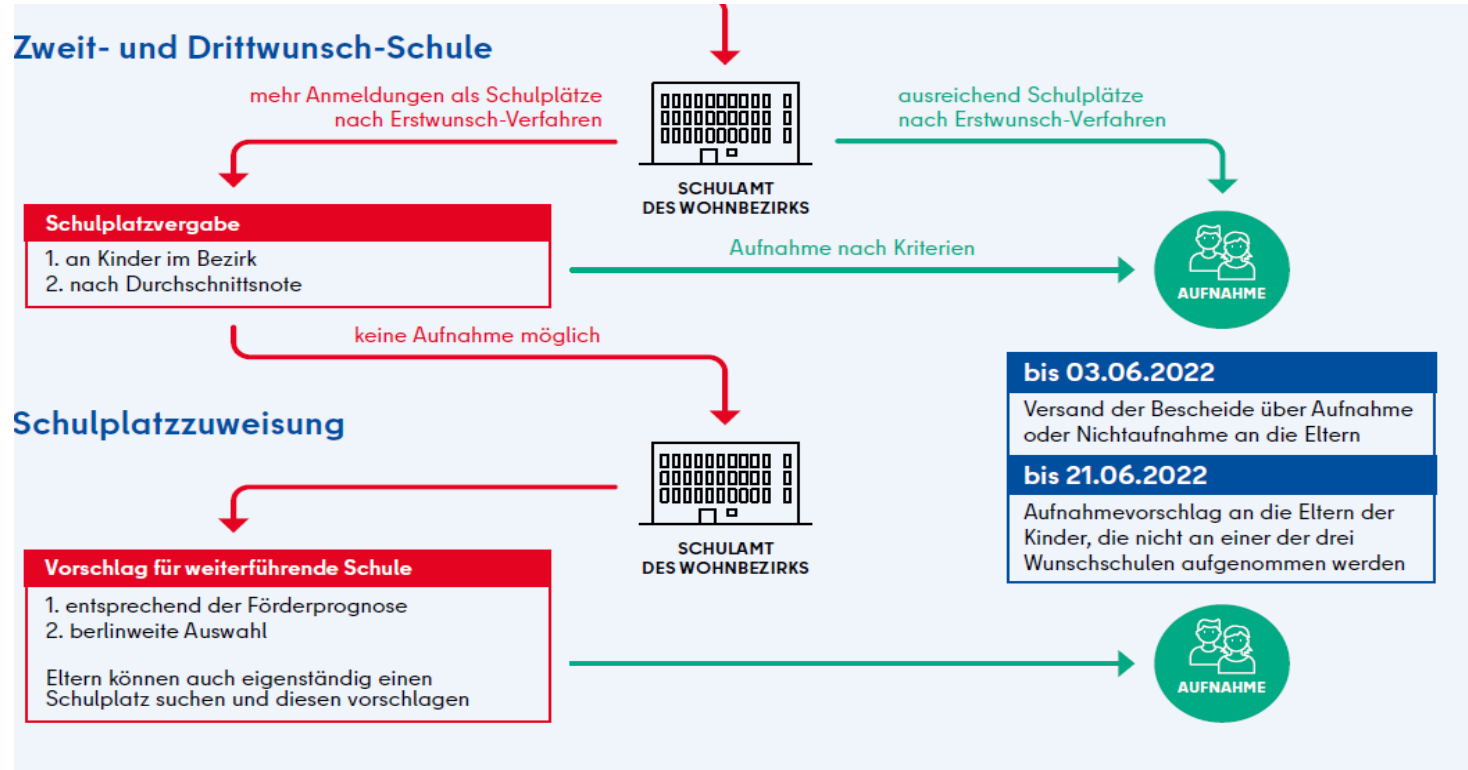 Zweit- und Drittwunsch-Schule
mehr Anmeldungen als Schulplätze
nach Erstwunsch-Verfahren
ausreichend Schulplätze
nach Erstwunsch-Verfahren
SCHULAMT
DES WOHNBEZIRKS
Schulplatzvergabe
1. an Kinder im Bezirk
2. nach Durchschnittsnote
Aufnahme nach Kriterien
AUFNAHME
keine Aufnahme möglich
bis 03.06.2022
Versand der Bescheide über Aufnahme
oder Nichtaufnahme an die Eltern
bis 21.06.2022
Aufnahmevorschlag an die Eltern der
Kinder, die nicht an einer der drei
Wunschschulen aufgenommen werden
Schulplatzzuweisung
SCHULAMT
DES WOHNBEZIRKS
Vorschlag für weiterführende Schule
1. entsprechend der Förderprognose
2. berlinweite Auswahl
Eltern können auch eigenständig einen
Schulplatz suchen und diesen vorschlagen
AUFNAHME